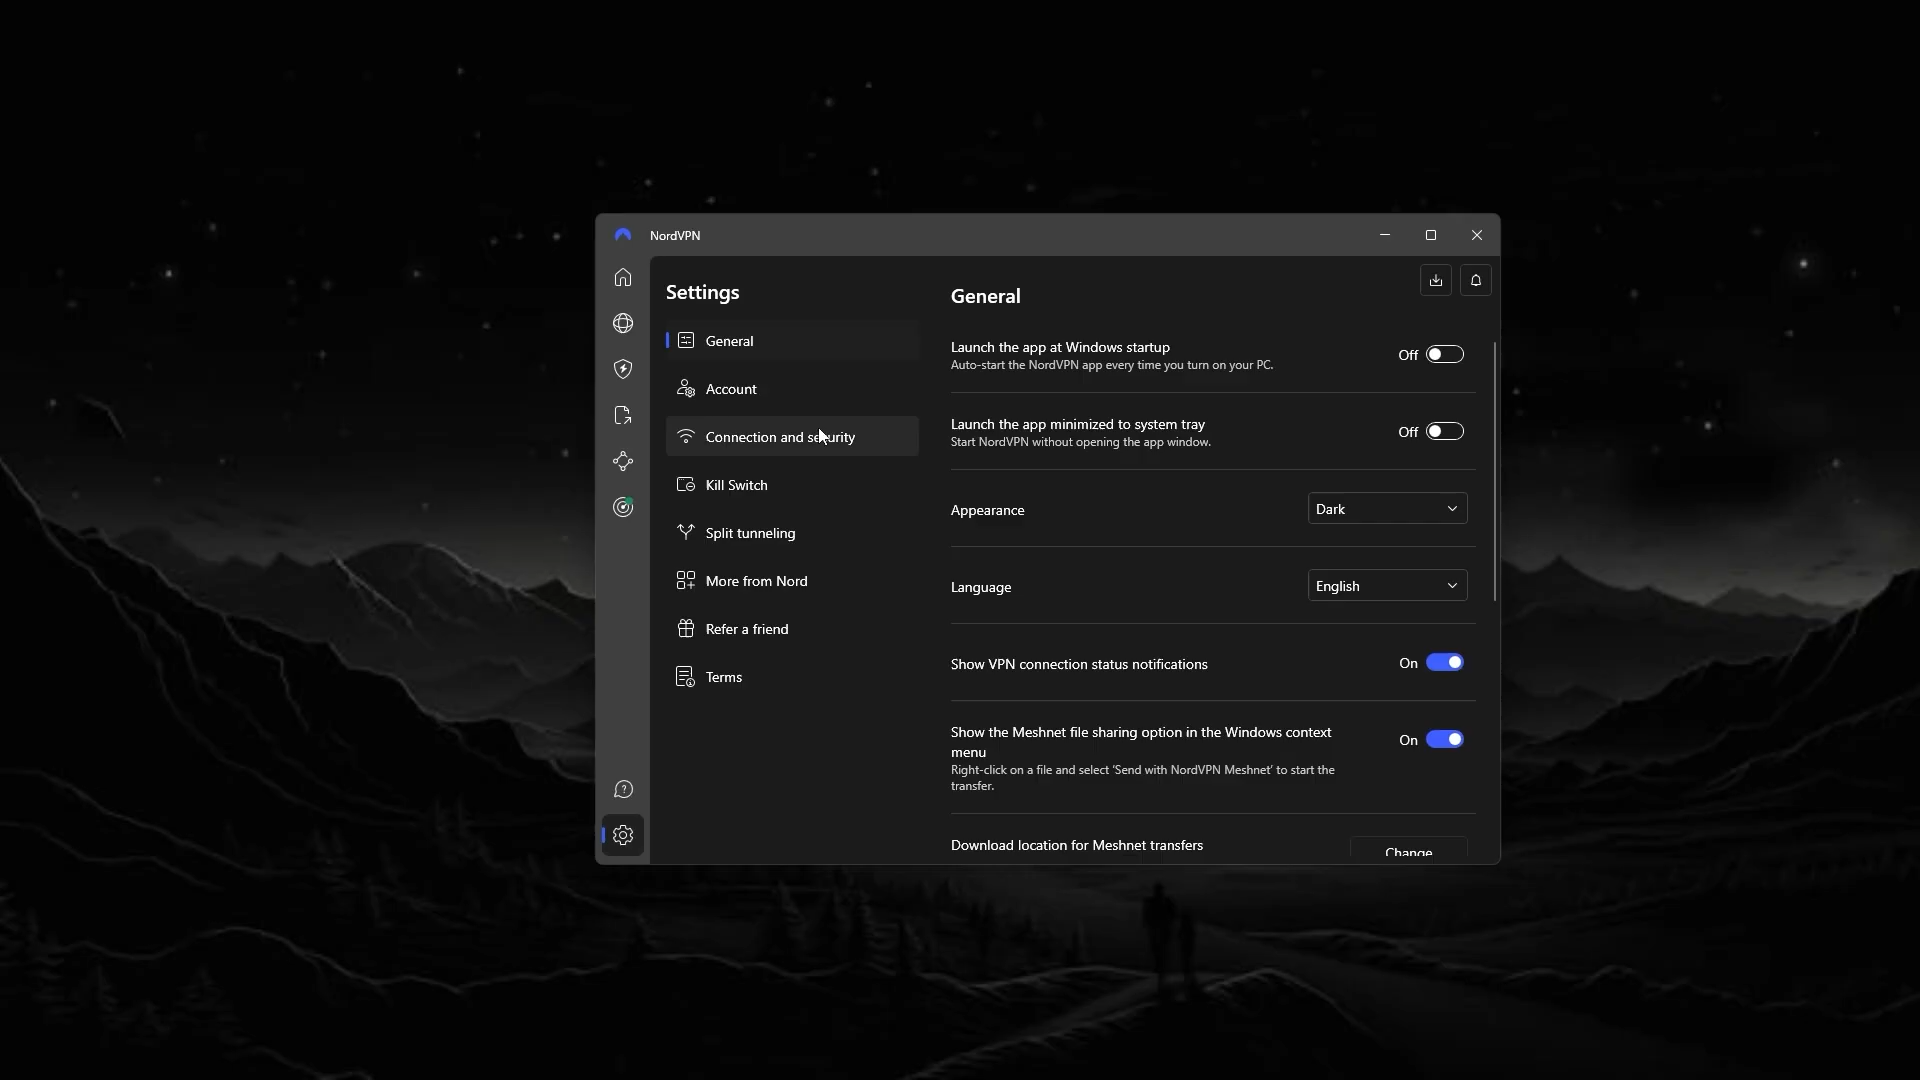 NordVPN
Settings
General
Account
Connection and security
Kill Switch
Split tunneling
More from Nord
Refer a friend
Terms
General
Launch the app at Windows startup
Auto-start the NordVPN app every time you turn on your PC.
Off
Launch the app minimized to system tray
Start NordVPN without opening the app window.
Off
Appearance
Dark
Language
English
Show VPN connection status notifications
On
Show the Meshnet file sharing option in the Windows context
menu
Right-click on a file and select 'Send with NordVPN Meshnet' to start the
transfer.
On
Download location for Meshnet transfers
Change